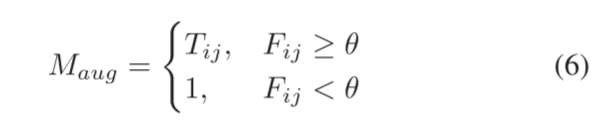 M_{aug} = \begin{cases} T_{ij}, & F_{ij} \geq \theta \\ 1, & F_{ij} < \theta \end{cases} (6)